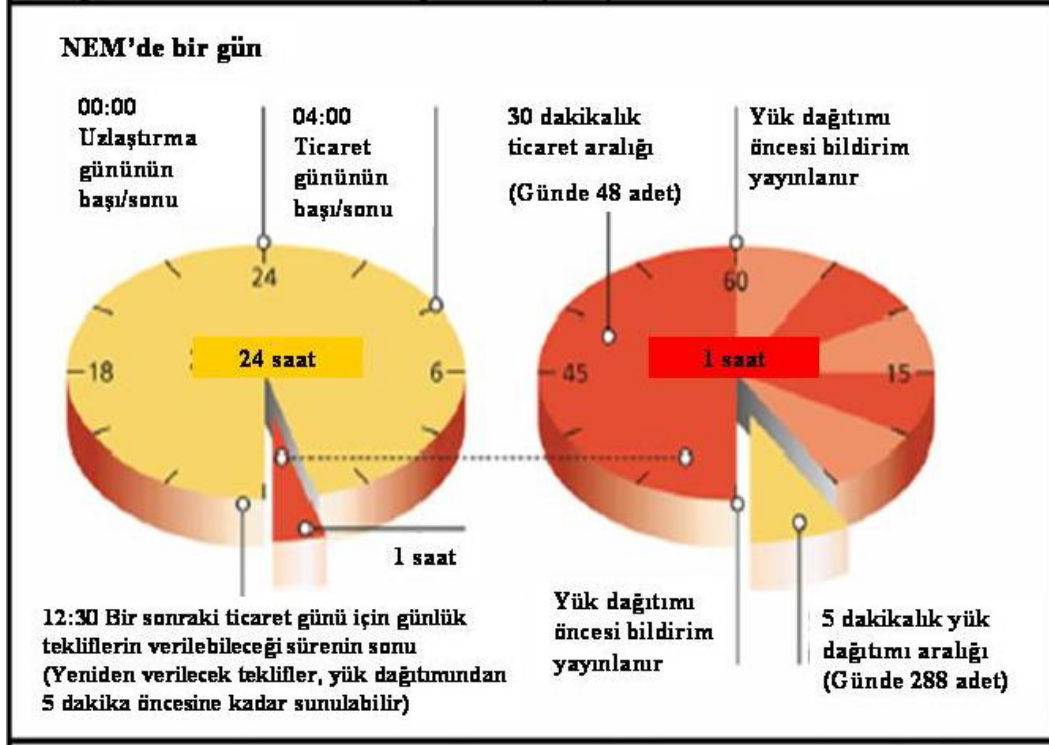 NEM’de bir gün
00:00
Uzlaştırma
gününün
başı/sonu
04:00
Ticaret
gününün
başı/sonu
30 dakikalık
ticaret aralığı
(Günde 48 adet)
Yük dağıtımı
öncesi bildirim
yayınlanır
24
18
24 saat
6
60
45
1 saat
15
1 saat
12:30 Bir sonraki ticaret günü için günlük
tekliflerin verilebileceği sürenin sonu
(Yeniden verilecek teklifler, yük dağıtımından
5 dakika öncesine kadar sunulabilir)
Yük dağıtımı
öncesi bildirim
yayınlanır
5 dakikalık yük
dağıtımı aralığı
(Günde 288 adet)